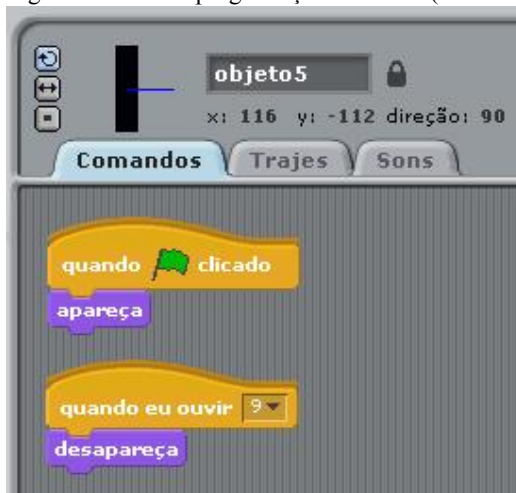 objeto5
x: 116 y: -112 direção: 90
Comandos Trajes Sons
quando clicado
apareça
quando eu ouvir 9
desapareça